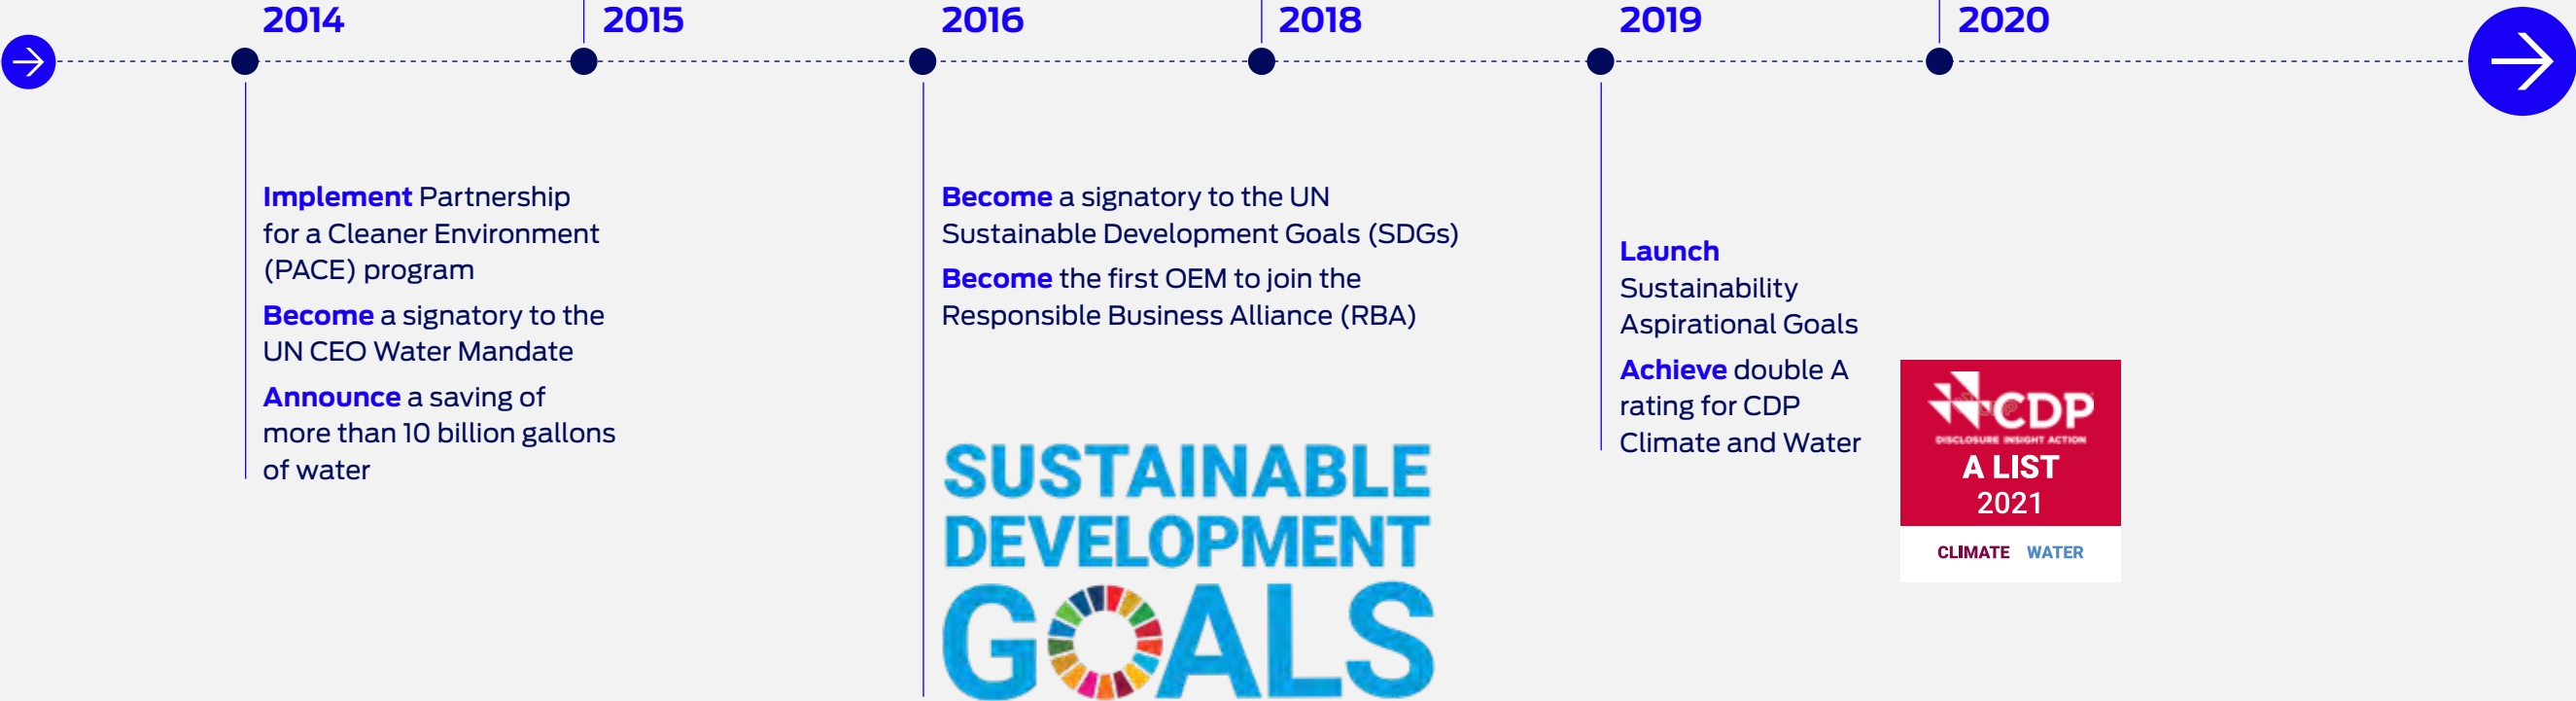 2014
2015
2016
2018
2019
2020
Implement Partnership
for a Cleaner Environment
(PACE) program
Become a signatory to the
UN CEO Water Mandate
Announce a saving of
more than 10 billion gallons
of water
Become a signatory to the UN
Sustainable Development Goals (SDGs)
Become the first OEM to join the
Responsible Business Alliance (RBA)
SUSTAINABLE
DEVELOPMENT
GOALS
Launch
Sustainability
Aspirational Goals
Achieve double A
rating for CDP
Climate and Water
CDP
DISCLOSURE INSIGHT ACTION
A LIST
2021
CLIMATE WATER